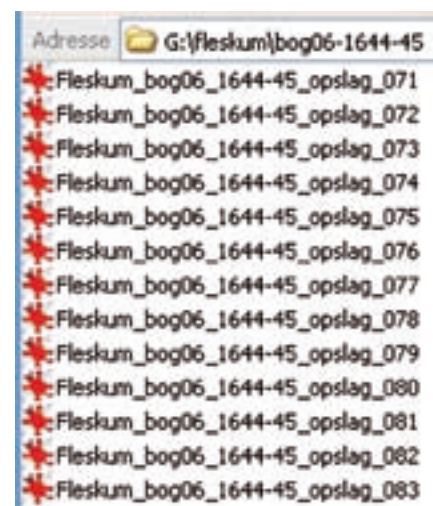 Adresse G:\fleskum\bog06-1644-45
Fleskum_bog06_1644-45_opslag_071
Fleskum_bog06_1644-45_opslag_072
Fleskum_bog06_1644-45_opslag_073
Fleskum_bog06_1644-45_opslag_074
Fleskum_bog06_1644-45_opslag_075
Fleskum_bog06_1644-45_opslag_076
Fleskum_bog06_1644-45_opslag_077
Fleskum_bog06_1644-45_opslag_078
Fleskum_bog06_1644-45_opslag_079
Fleskum_bog06_1644-45_opslag_080
Fleskum_bog06_1644-45_opslag_081
Fleskum_bog06_1644-45_opslag_082
Fleskum_bog06_1644-45_opslag_083